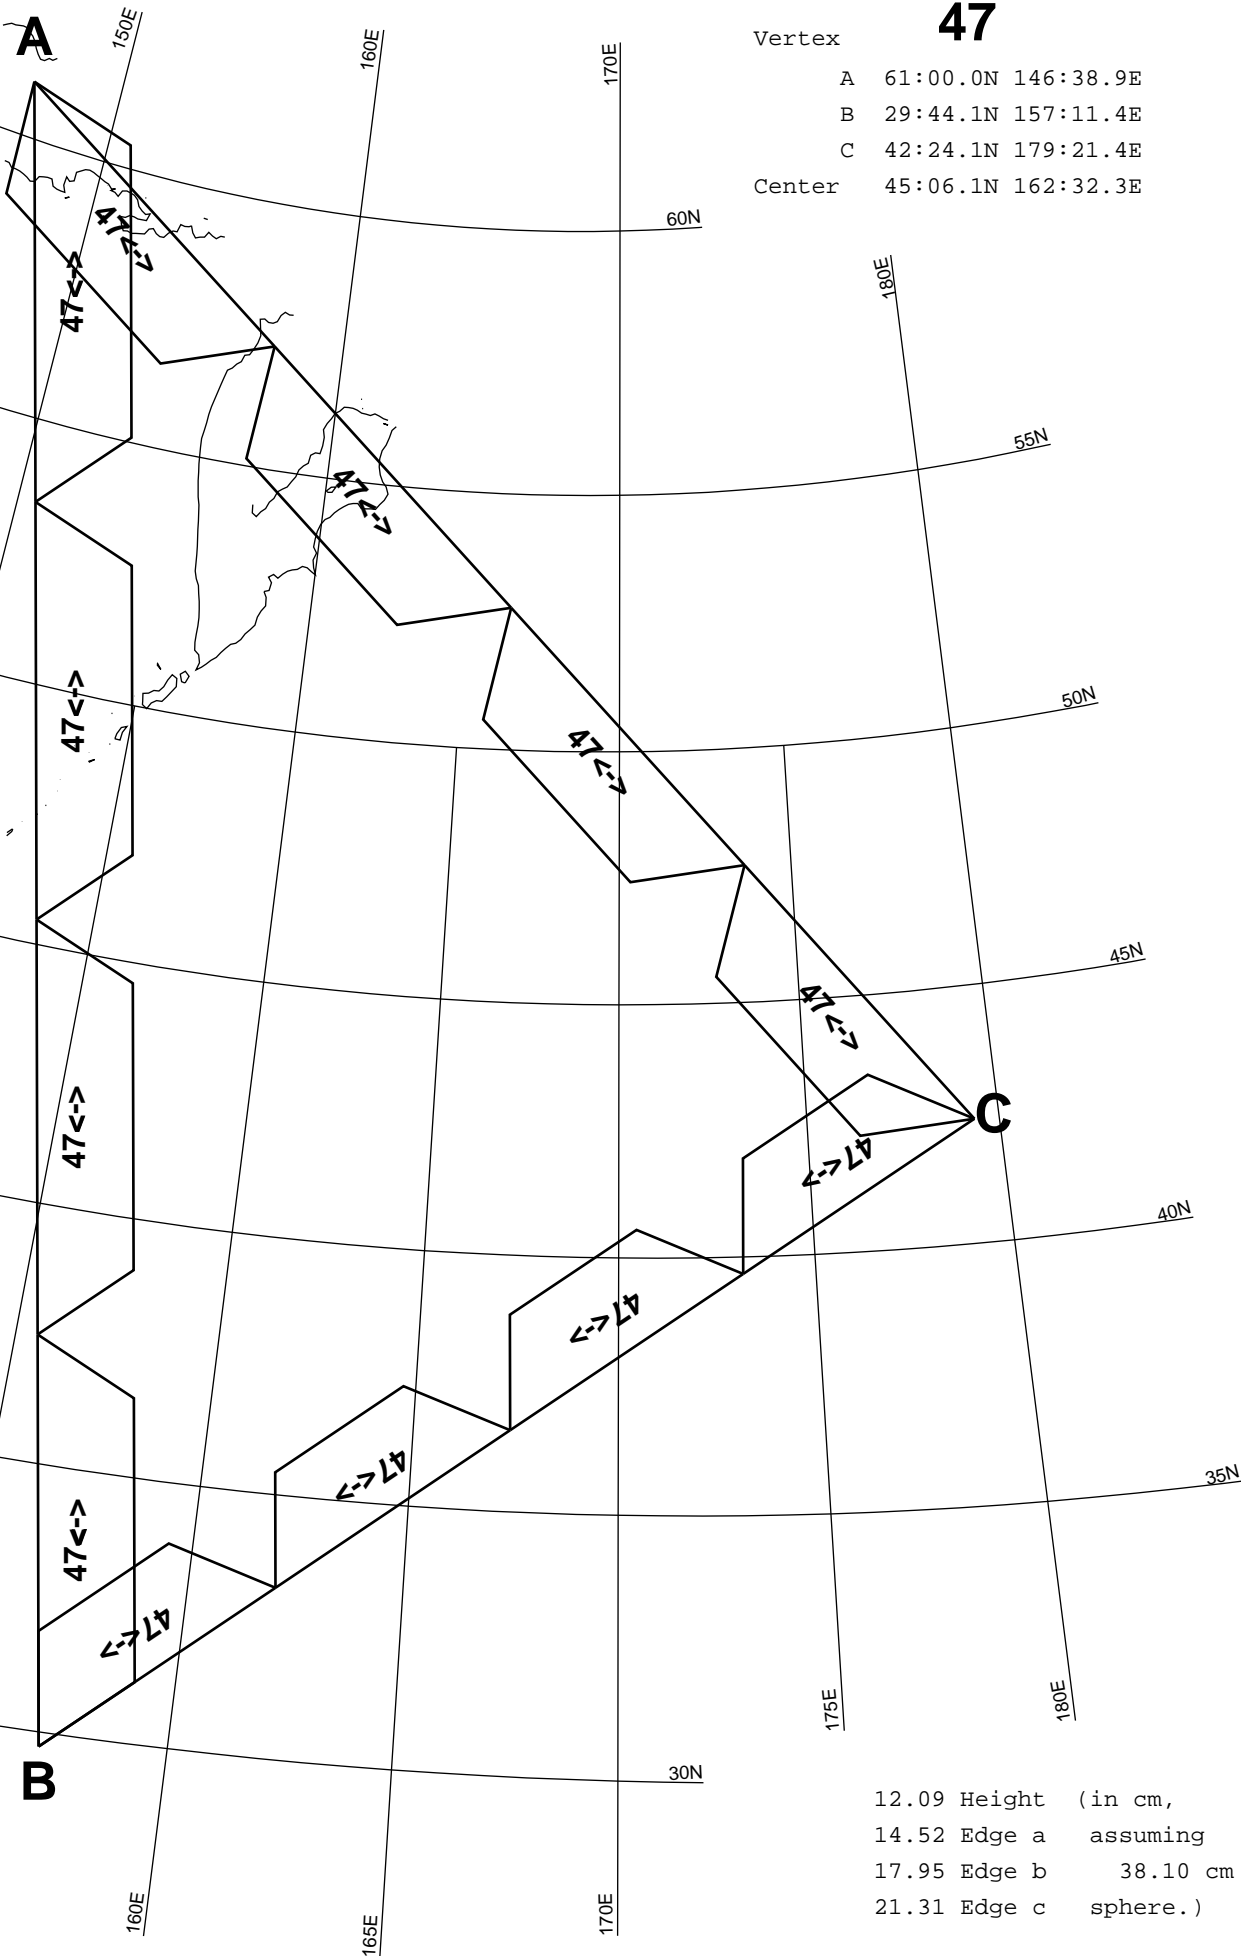 47
Vertex
A 61:00.0N 146:38.9E
B 29:44.1N 157:11.4E
C 42:24.1N 179:21.4E
Center 45:06.1N 162:32.3E
A
150E
160E
170E
60N
47<->
47<->
180E
55N
47<->
50N
47<->
47<->
45N
47<->
C
47<->
47<->
40N
47<->
47<->
35N
47<->
47<->
175E
180E
B
30N
12.09 Height (in cm,
14.52 Edge a assuming
17.95 Edge b 38.10 cm
21.31 Edge c sphere.)
160E
165E
170E